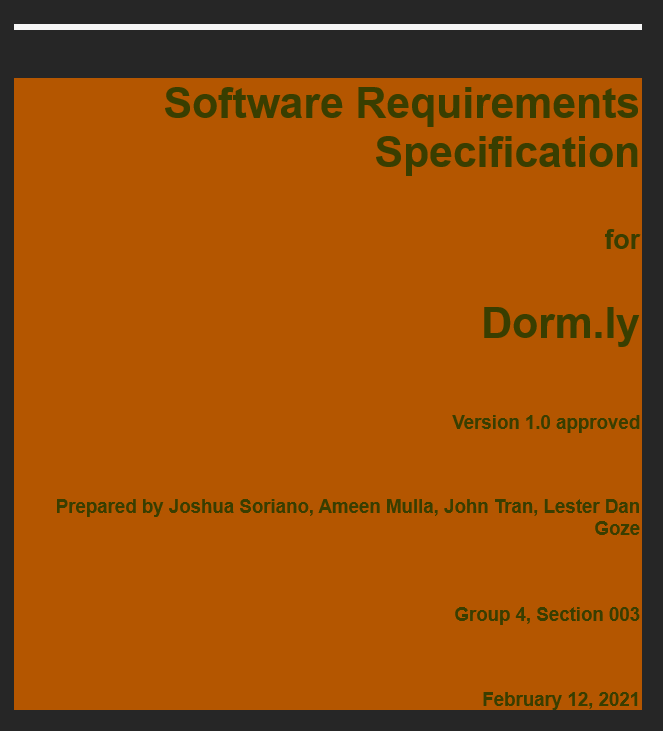 Software Requirements
Specification
for
Dorm.ly
Version 1.0 approved
Prepared by Joshua Soriano, Ameen Mulla, John Tran, Lester Dan
Goze
Group 4, Section 003
February 12, 2021